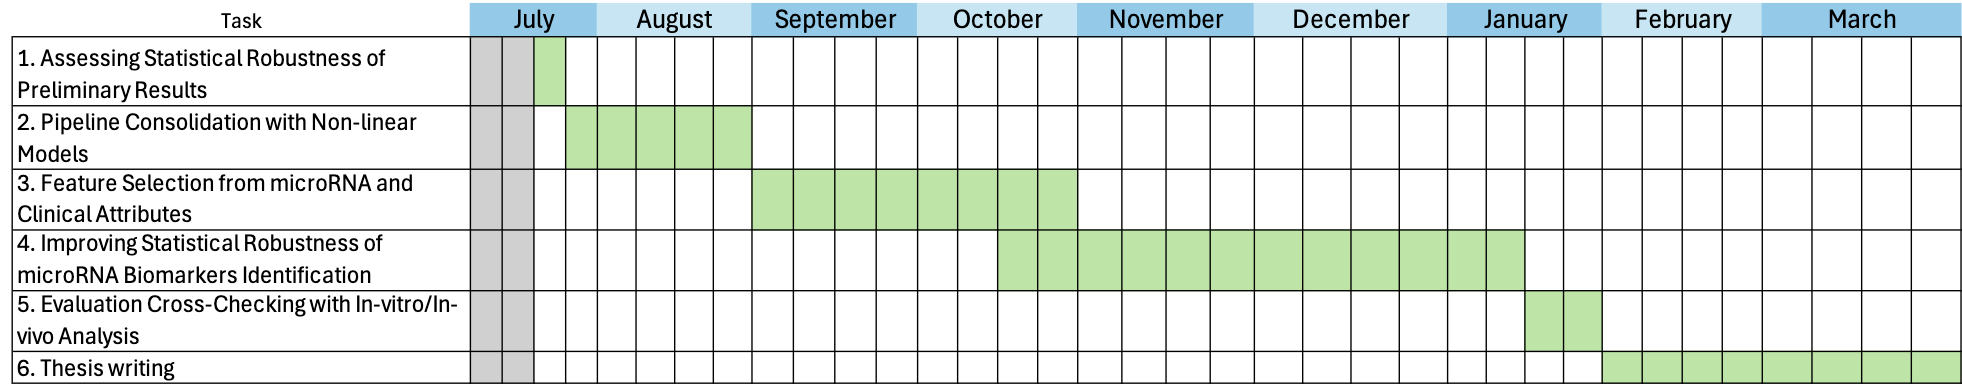 Task July August September October November December January February March
1. Assessing Statistical Robustness of
Preliminary Results
2. Pipeline Consolidation with Non-linear
Models
3. Feature Selection from microRNA and
Clinical Attributes
4. Improving Statistical Robustness of
microRNA Biomarkers Identification
5. Evaluation Cross-Checking with In-vitro/In-
vivo Analysis
6. Thesis writing